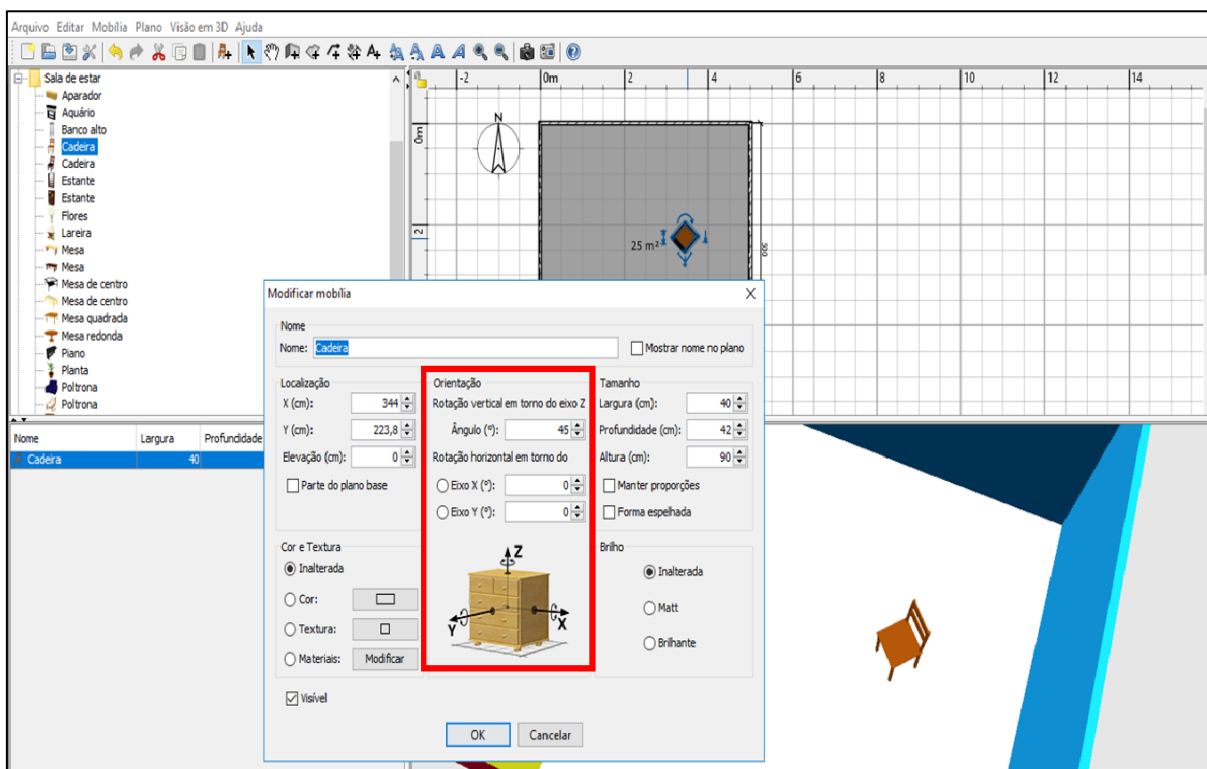 Arquivo Editar Mobília Plano Visão em 3D Ajuda
Sala de estar
Aparador
Aquário
Banco alto
Cadeira
Cadeira
Estante
Estante
Flores
Lareira
Mesa
Mesa
Mesa de centro
Mesa de centro
Mesa quadrada
Mesa redonda
Piano
Planta
Poltrona
Poltrona
-2 0m 2 4 6 8 10 12 14
0m
2
N
25 m²
500
Nome Largura Profundidade
Cadeira 40
Modificar mobília
Nome
Nome: Cadeira Mostrar nome no plano
Localização
X (cm): 344
Y (cm): 223,8
Elevação (cm): 0
Parte do plano base
Orientação
Rotação vertical em torno do eixo Z
Ângulo (º): 45
Rotação horizontal em torno do
Eixo X (º): 0
Eixo Y (º): 0
Z
Y
X
Tamanho
Largura (cm): 40
Profundidade (cm): 42
Altura (cm): 90
Manter proporções
Forma espelhada
Cor e Textura
Inalterada
Cor:
Textura:
Materiais: Modificar
Brilho
Inalterada
Matt
Brilhante
Visível
OK Cancelar